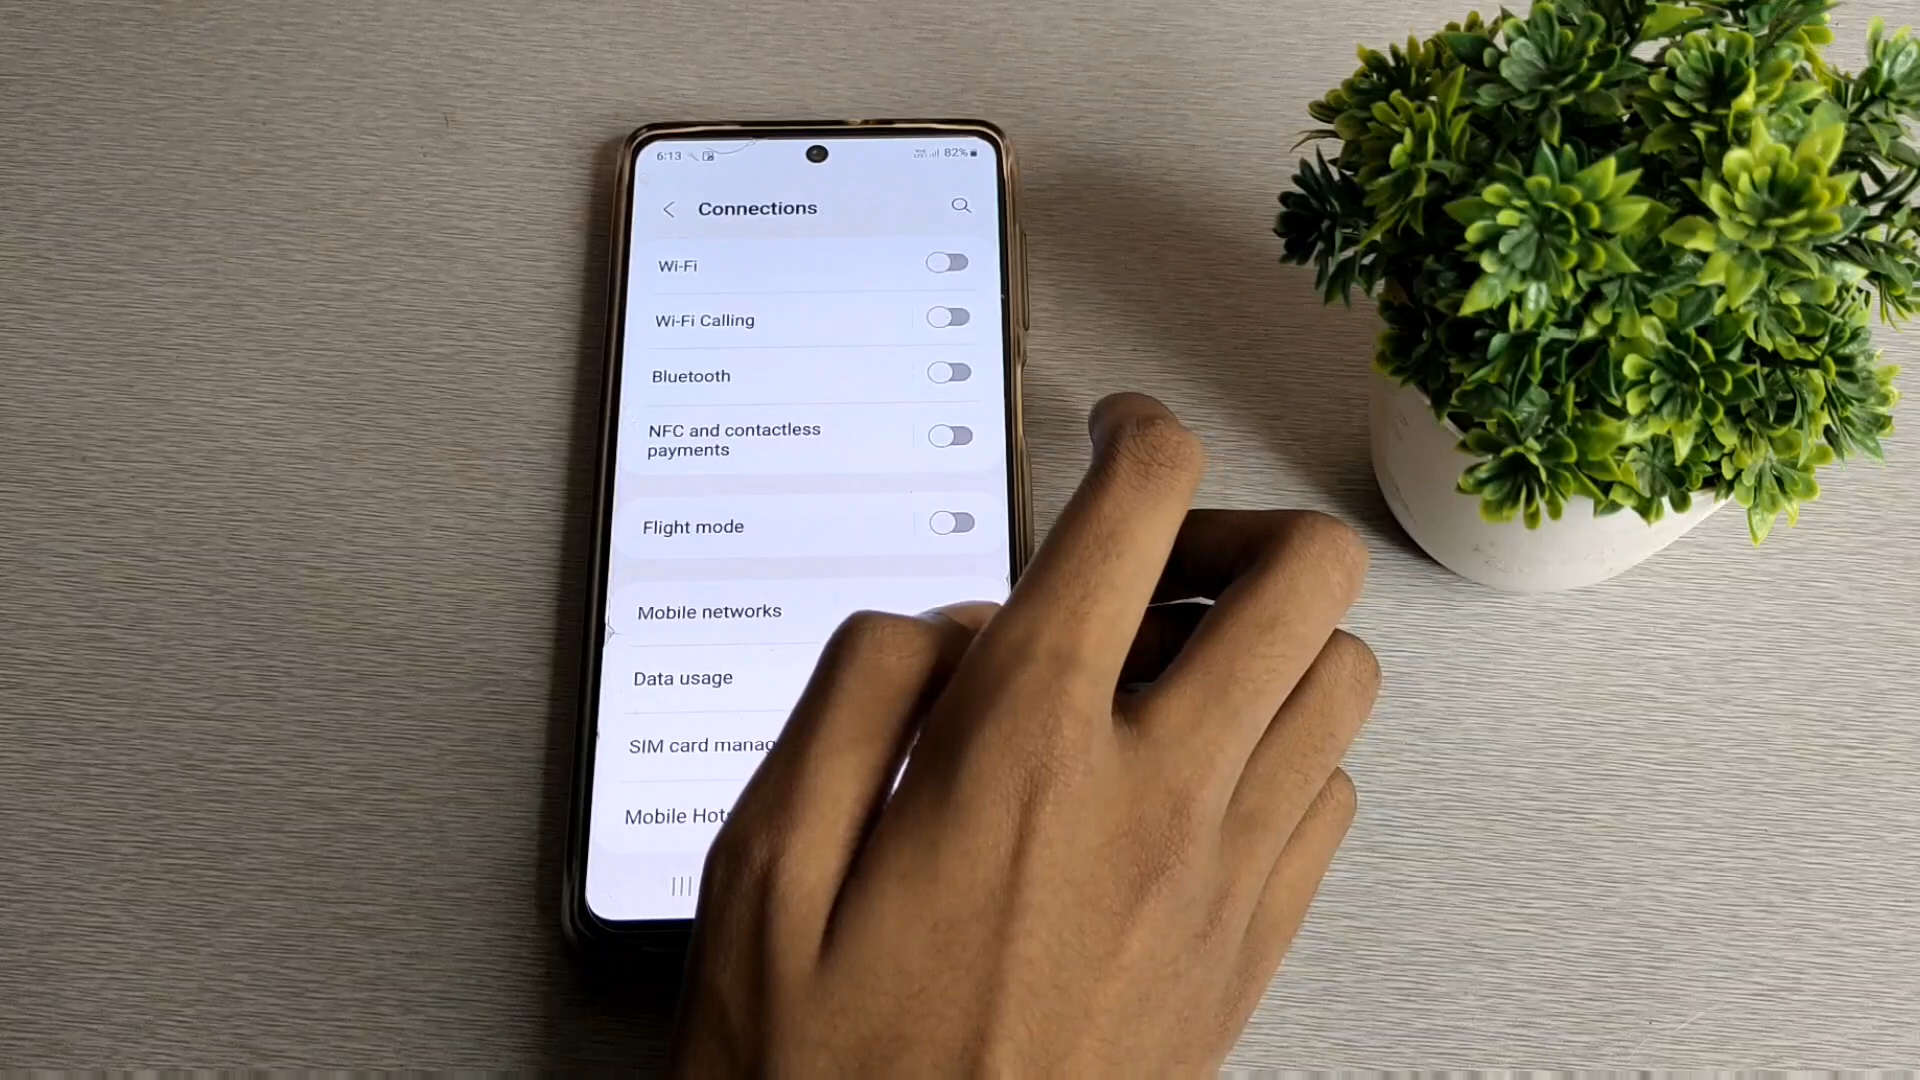 6:13 82%
Connections
Wi-Fi
Wi-Fi Calling
Bluetooth
NFC and contactless
payments
Flight mode
Mobile networks
Data usage
SIM card manag
Mobile Hot